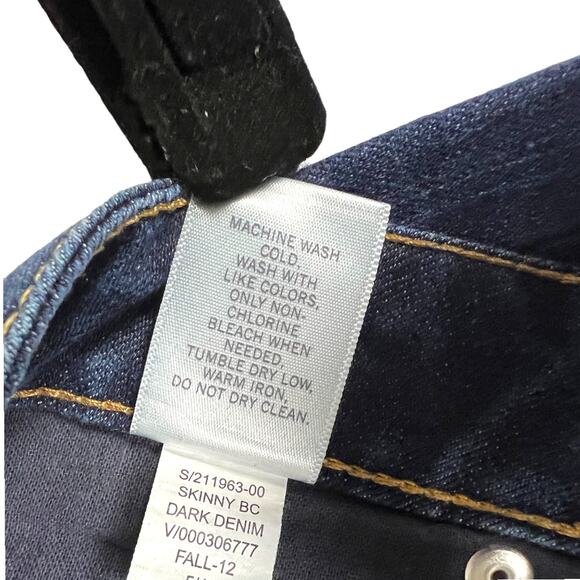 MACHINE WASH
COLD,
WASH WITH
LIKE COLORS,
ONLY NON-
CHLORINE
BLEACH WHEN
NEEDED,
TUMBLE DRY LOW,
WARM IRON,
DO NOT DRY CLEAN.
S/211963-00
SKINNY BC
DARK DENIM
V/000306777
FALL-12